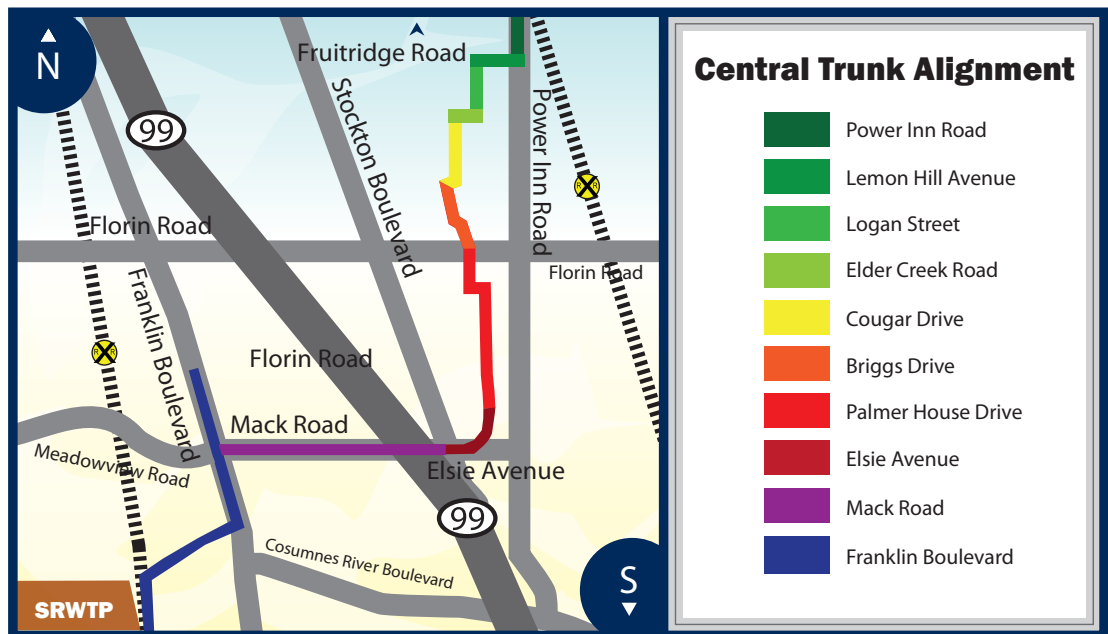 N
Fruitridge Road
99
Stockton Boulevard
Power Inn Road
R R
Florin Road
Florin Road
Franklin Boulevard
R R
Florin Road
Mack Road
Meadowview Road
Elsie Avenue
99
Cosumnes River Boulevard
S
SRWTP
Central Trunk Alignment
Power Inn Road
Lemon Hill Avenue
Logan Street
Elder Creek Road
Cougar Drive
Briggs Drive
Palmer House Drive
Elsie Avenue
Mack Road
Franklin Boulevard